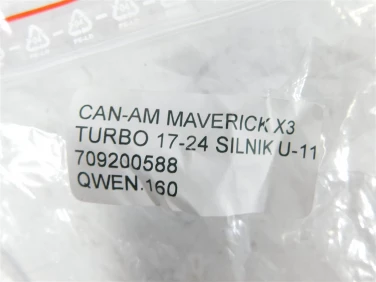 CAN-AM MAVERICK X3
TURBO 17-24 SILNIK U-11
709200588
QWEN.160